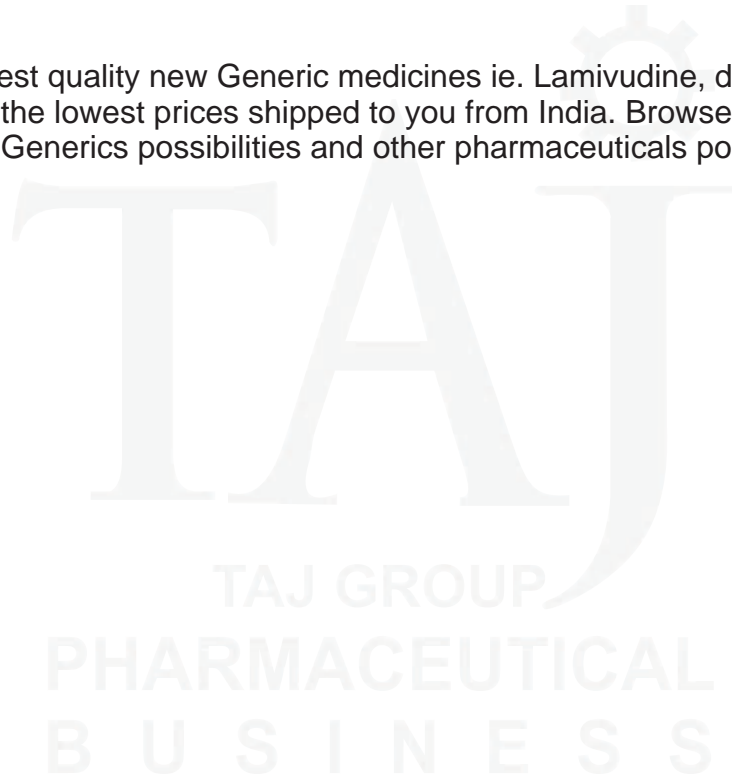 est quality new Generic medicines ie. Lamivudine, d
the lowest prices shipped to you from India. Browse
Generics possibilities and other pharmaceuticals po
TAJ
TAJ GROUP
PHARMACEUTICAL
BUSINESS